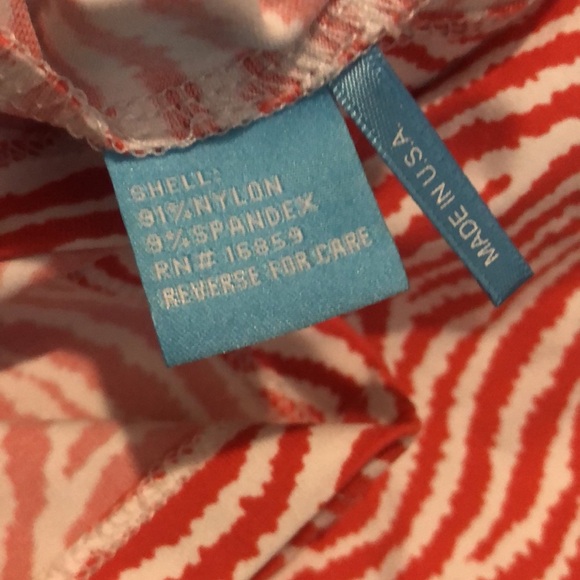 SHELL:
91% NYLON
9% SPANDEX
RN# 16859
REVERSE FOR CARE
MADE IN U.S.A.